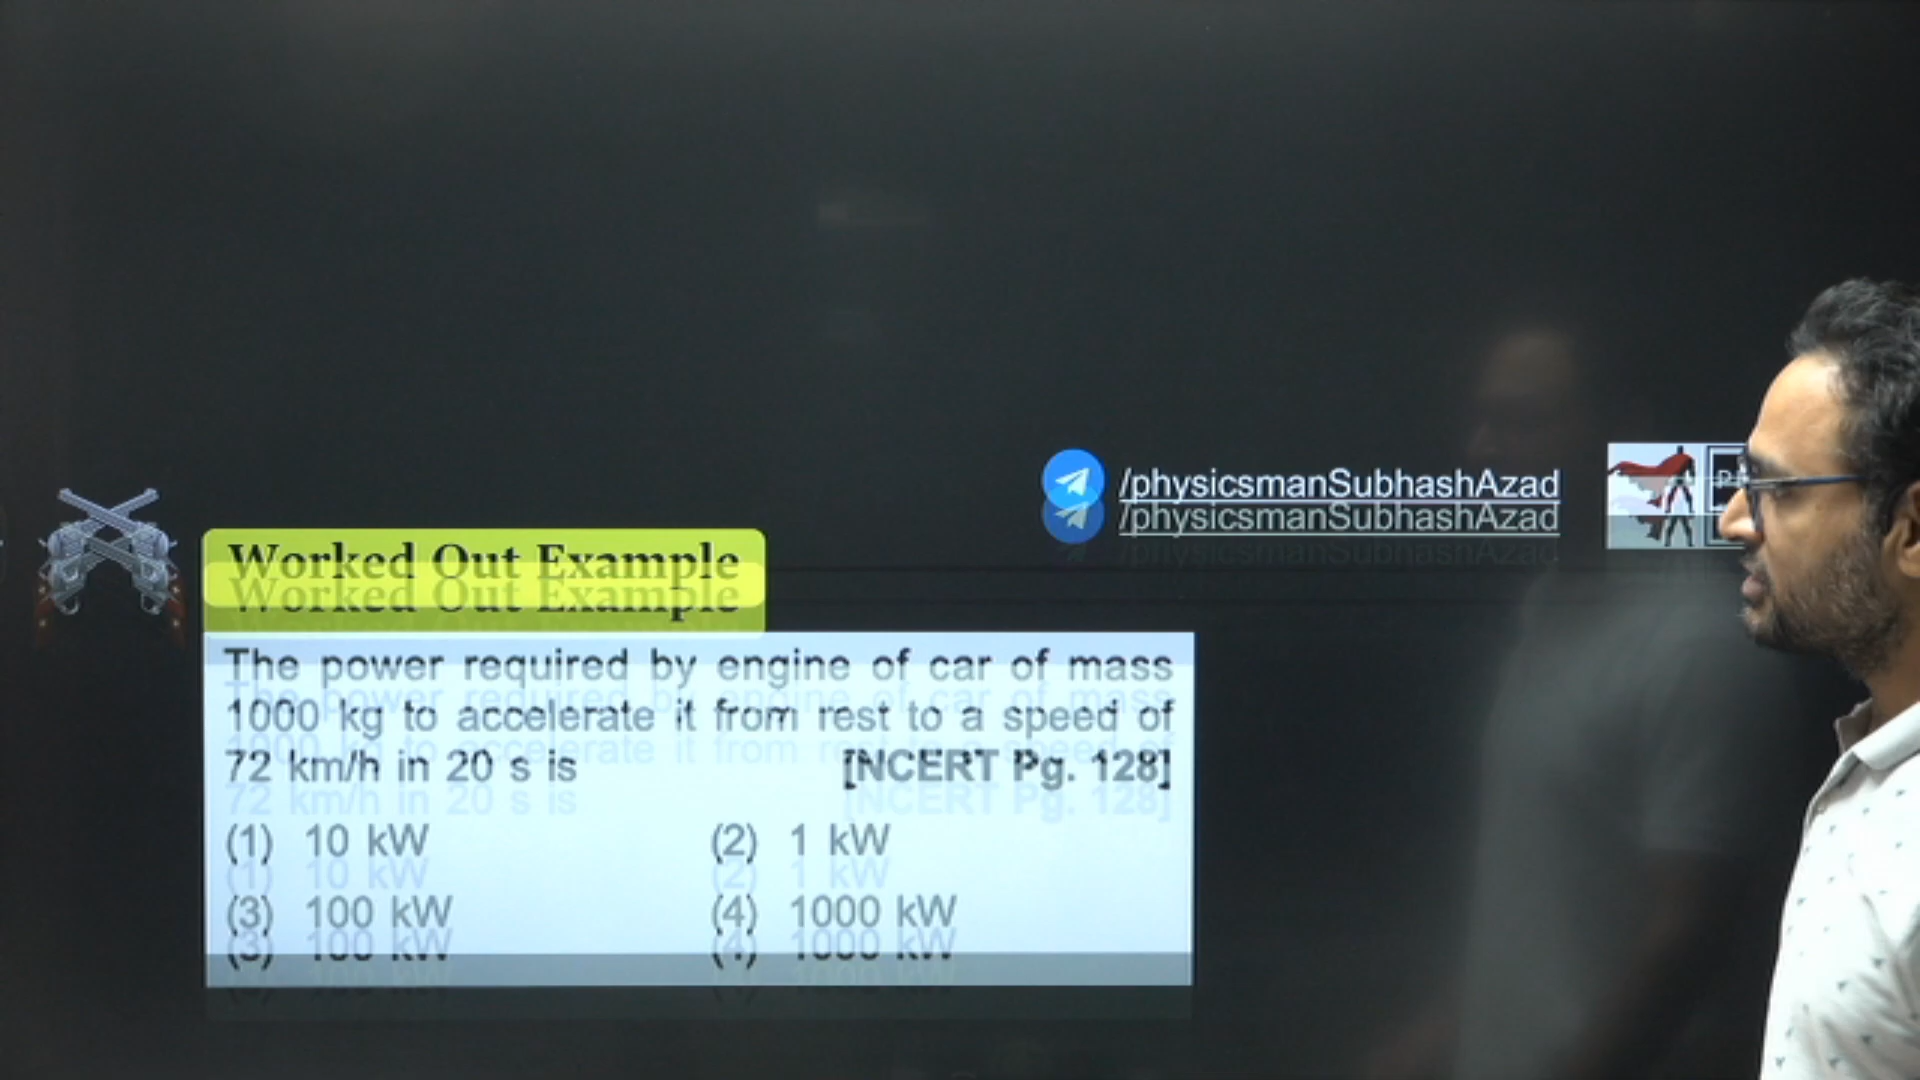 /physicsmanSubhashAzad
Worked Out Example
The power required by engine of car of mass
1000 kg to accelerate it from rest to a speed of
72 km/h in 20 s is [NCERT Pg. 128]
(1) 10 kW (2) 1 kW
(3) 100 kW (4) 1000 kW